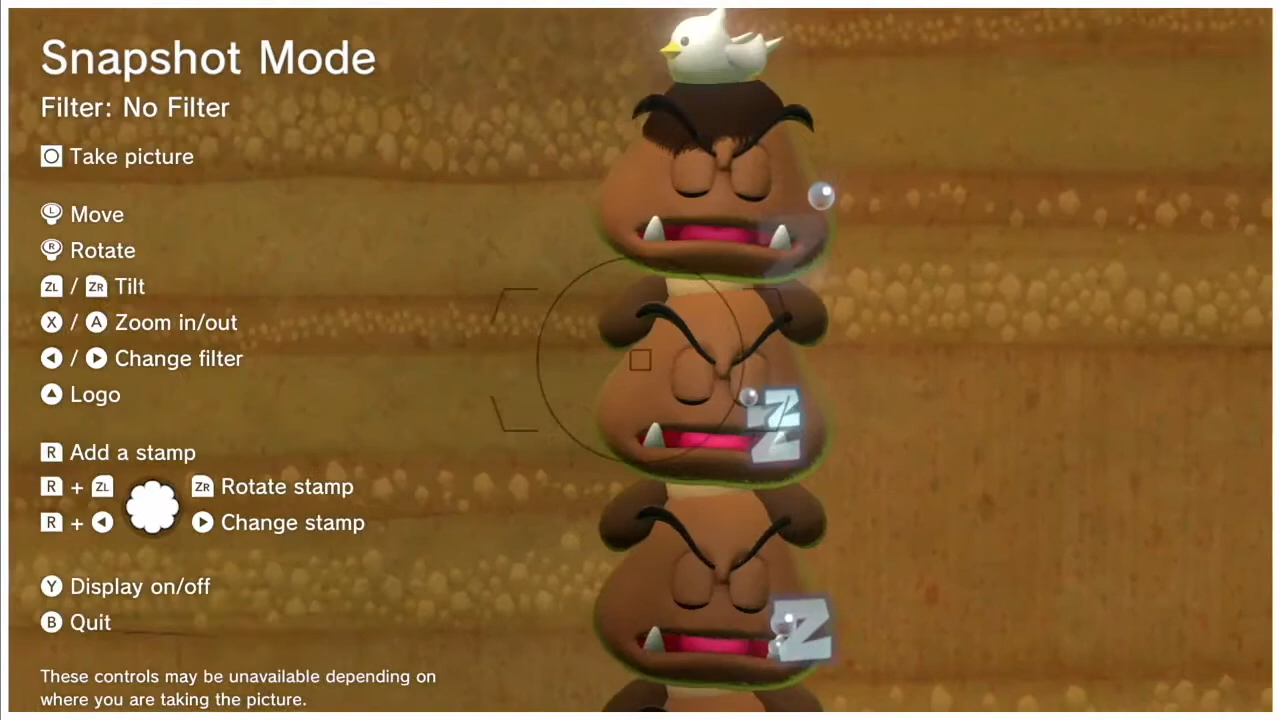 Snapshot Mode
Filter: No Filter
Take picture
L Move
R Rotate
ZL / ZR Tilt
X / A Zoom in/out
/ Change filter
Logo
R Add a stamp
R + ZL ZR Rotate stamp
R + Change stamp
Y Display on/off
B Quit
These controls may be unavailable depending on
where you are taking the picture.
Z
Z
Z